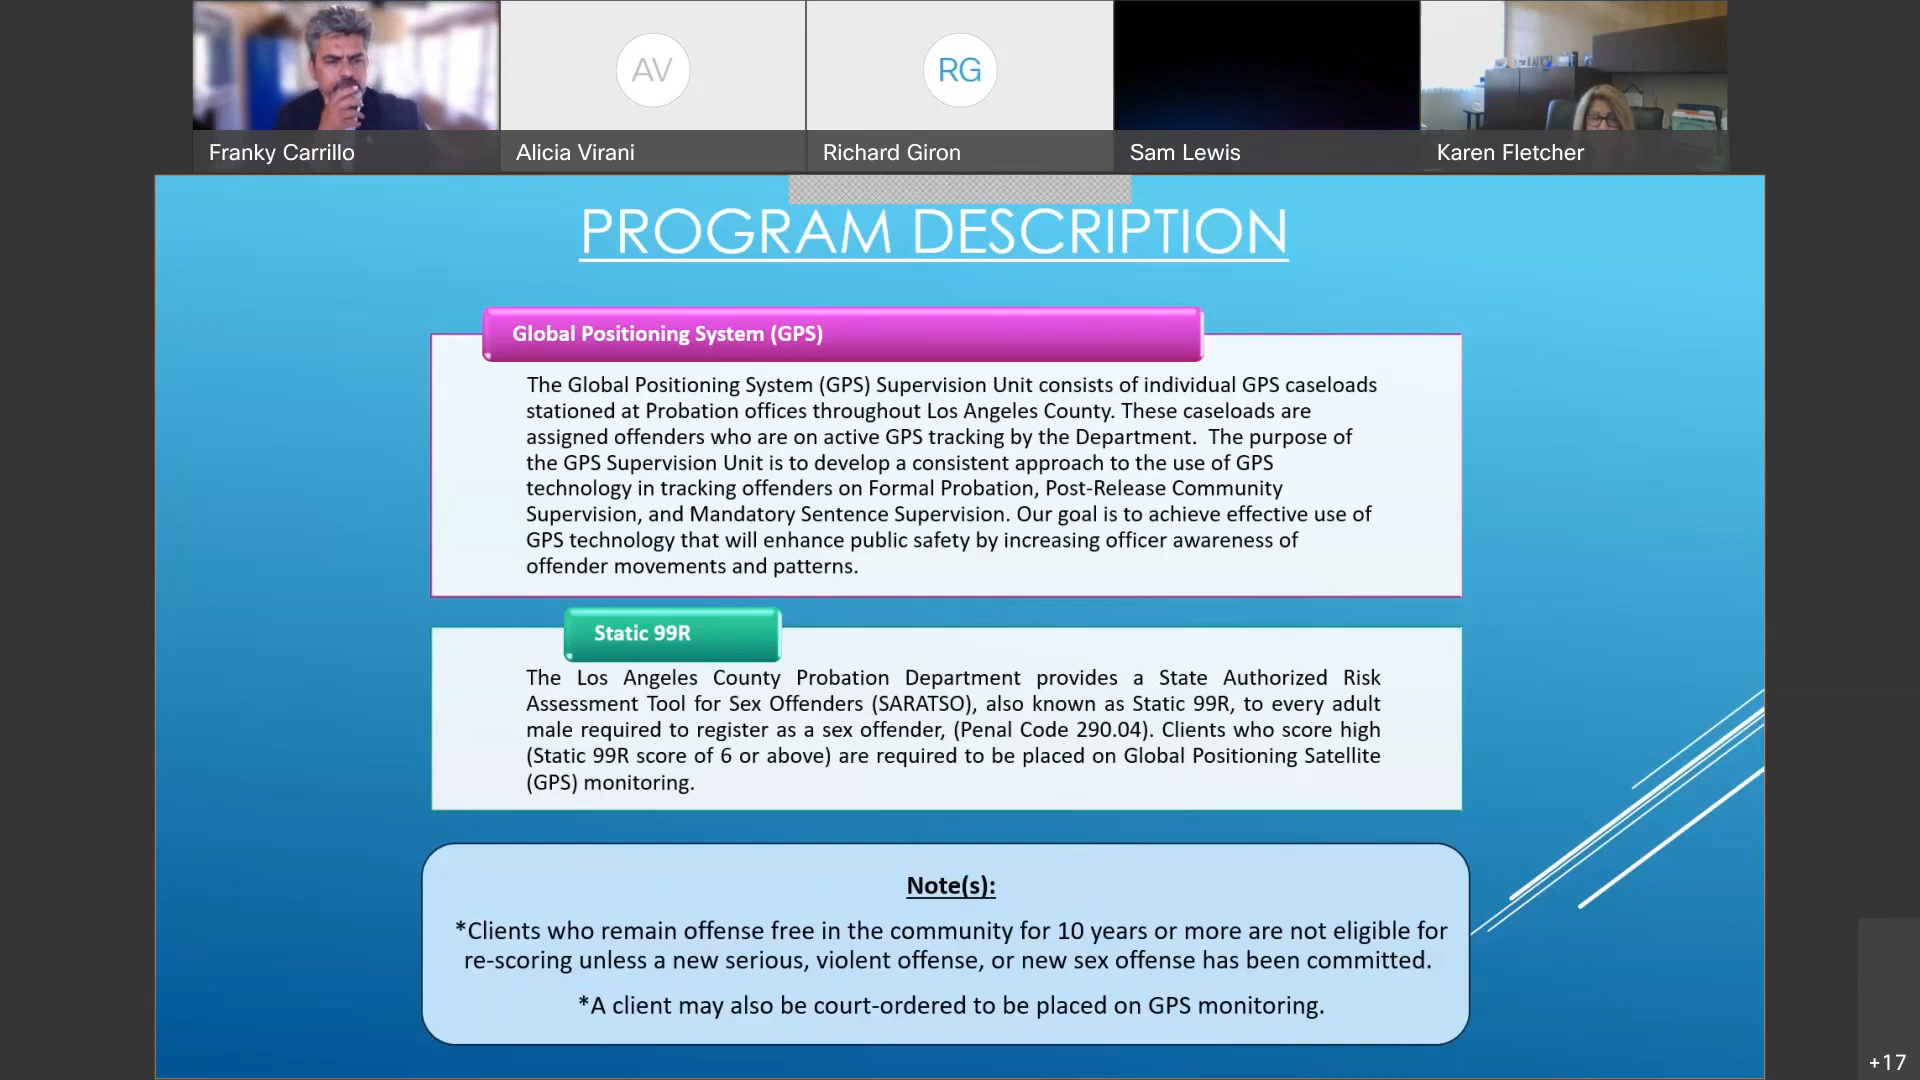 AV
RG
Franky Carrillo
Alicia Virani
Richard Giron
Sam Lewis
Karen Fletcher
PROGRAM DESCRIPTION
Global Positioning System (GPS)
The Global Positioning System (GPS) Supervision Unit consists of individual GPS caseloads
stationed at Probation offices throughout Los Angeles County. These caseloads are
assigned offenders who are on active GPS tracking by the Department. The purpose of
the GPS Supervision Unit is to develop a consistent approach to the use of GPS
technology in tracking offenders on Formal Probation, Post-Release Community
Supervision, and Mandatory Sentence Supervision. Our goal is to achieve effective use of
GPS technology that will enhance public safety by increasing officer awareness of
offender movements and patterns.
Static 99R
The Los Angeles County Probation Department provides a State Authorized Risk
Assessment Tool for Sex Offenders (SARATSO), also known as Static 99R, to every adult
male required to register as a sex offender, (Penal Code 290.04). Clients who score high
(Static 99R score of 6 or above) are required to be placed on Global Positioning Satellite
(GPS) monitoring.
Note(s):
*Clients who remain offense free in the community for 10 years or more are not eligible for
re-scoring unless a new serious, violent offense, or new sex offense has been committed.
*A client may also be court-ordered to be placed on GPS monitoring.
+17